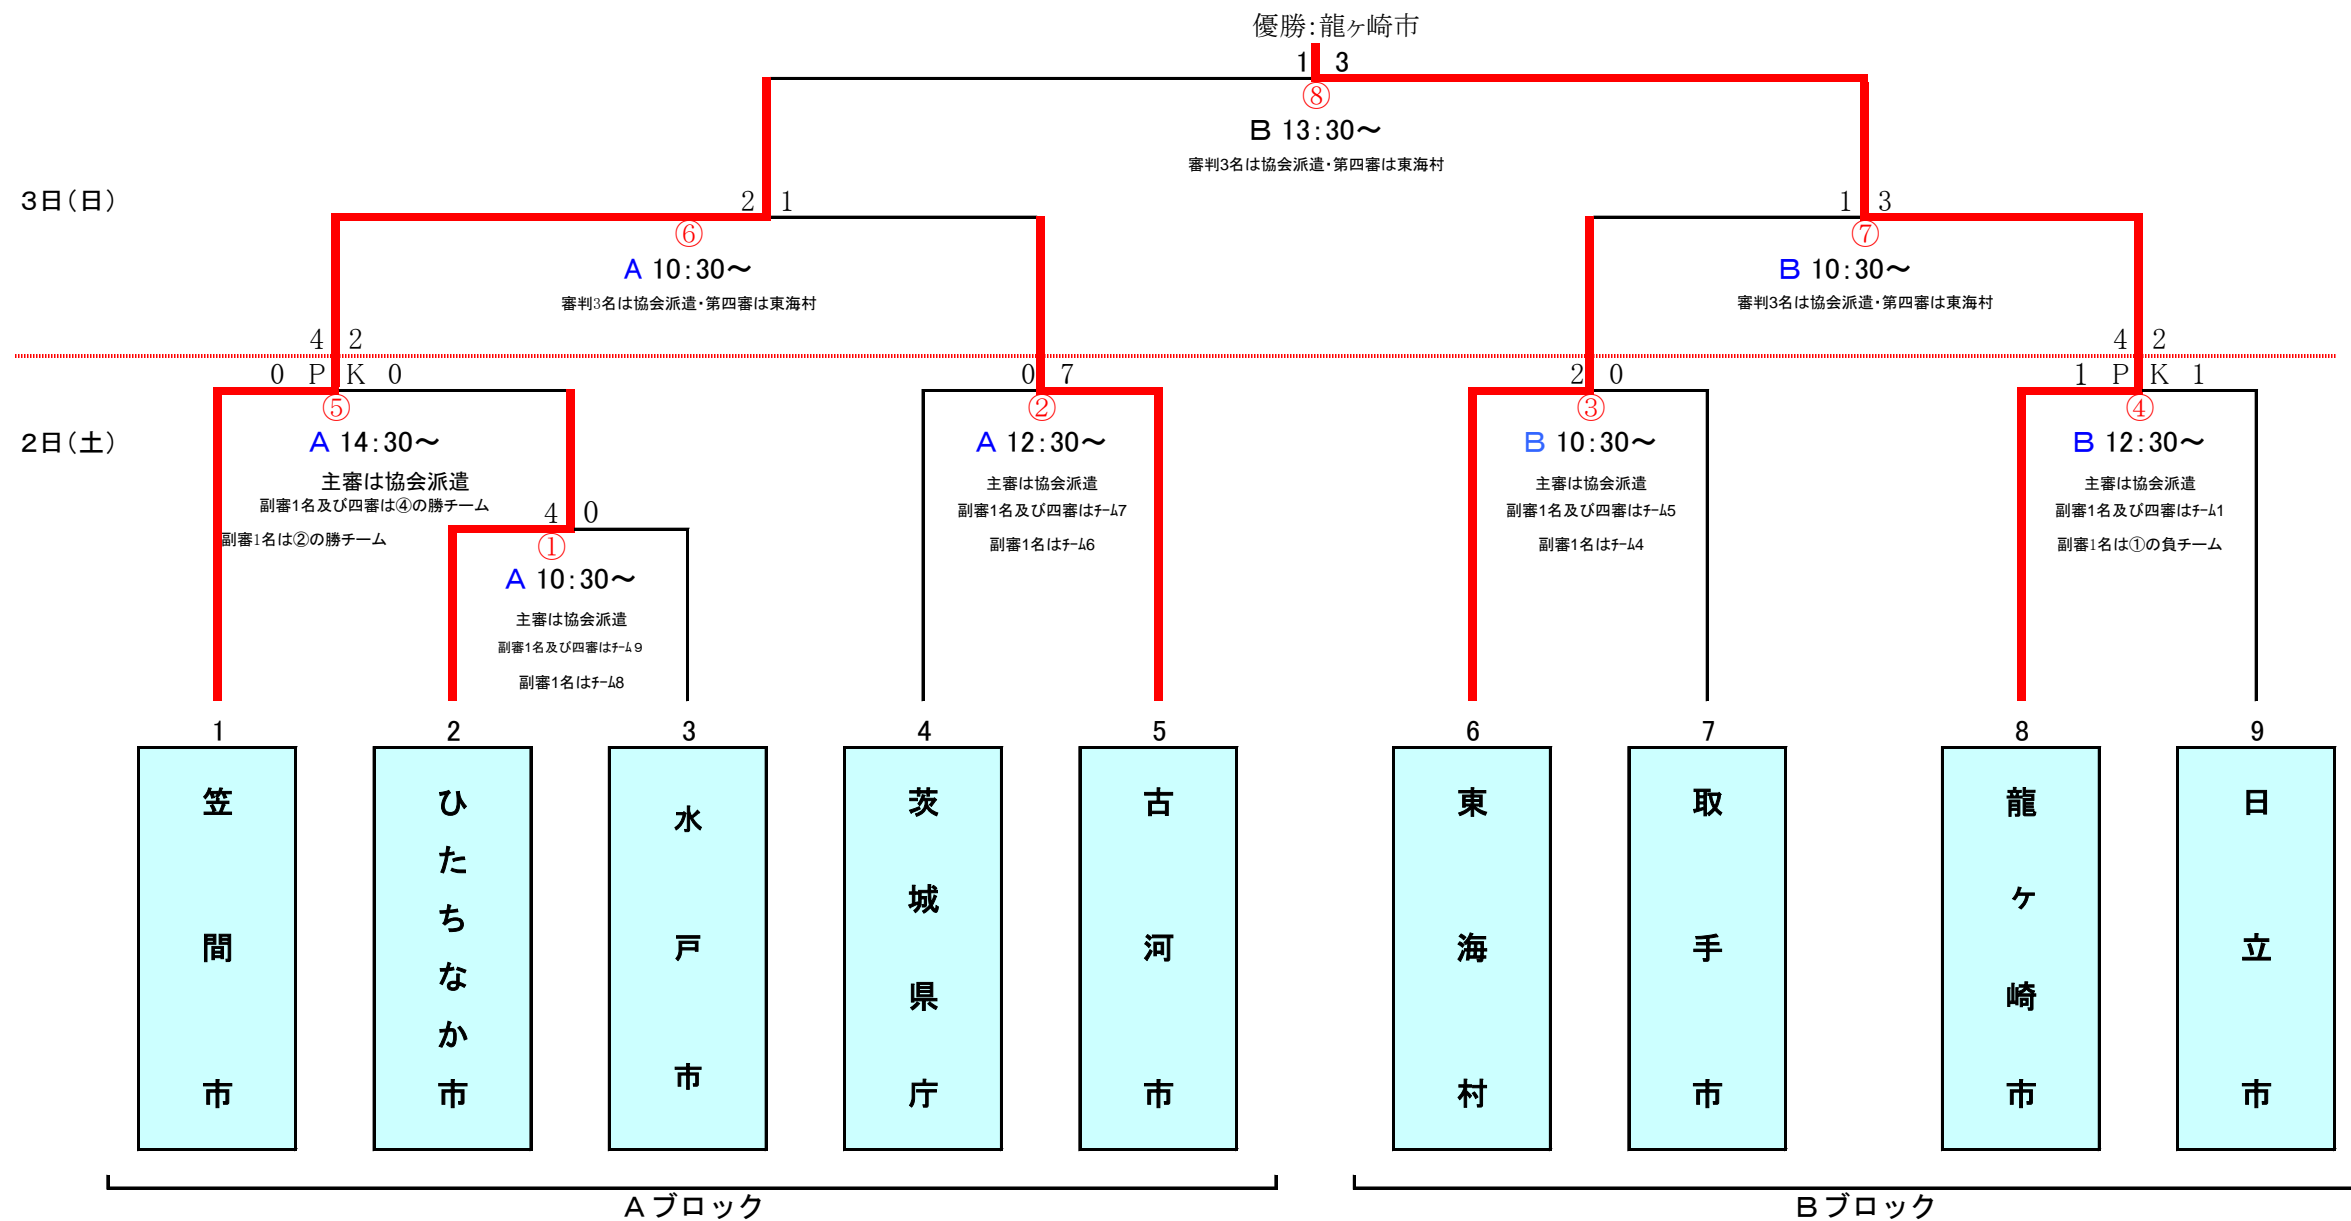 優勝:龍ヶ崎市
1 3
⑧
B 13:30～
審判3名は協会派遣・第四審は東海村
3日(日)
2 1
1 3
⑥
⑦
A 10:30～
B 10:30～
審判3名は協会派遣・第四審は東海村
審判3名は協会派遣・第四審は東海村
4 2
4 2
0 P K 0
0 7
2 0
1 P K 1
⑤
②
③
④
2日(土)
A 14:30～
A 12:30～
B 10:30～
B 12:30～
主審は協会派遣
副審1名及び四審は④の勝チーム
副審1名は②の勝チーム
主審は協会派遣
副審1名及び四審はﾁｰﾑ7
副審1名はﾁｰﾑ6
主審は協会派遣
副審1名及び四審はﾁｰﾑ5
副審1名はﾁｰﾑ4
主審は協会派遣
副審1名及び四審はﾁｰﾑ1
副審1名は①の負チーム
4 0
①
A 10:30～
主審は協会派遣
副審1名及び四審はﾁｰﾑ９
副審1名はﾁｰﾑ8
1 2 3 4 5 6 7 8 9
笠間市
ひたちなか市
水戸市
茨城県庁
古河市
東海村
取手市
龍ヶ崎市
日立市
Aブロック
Bブロック